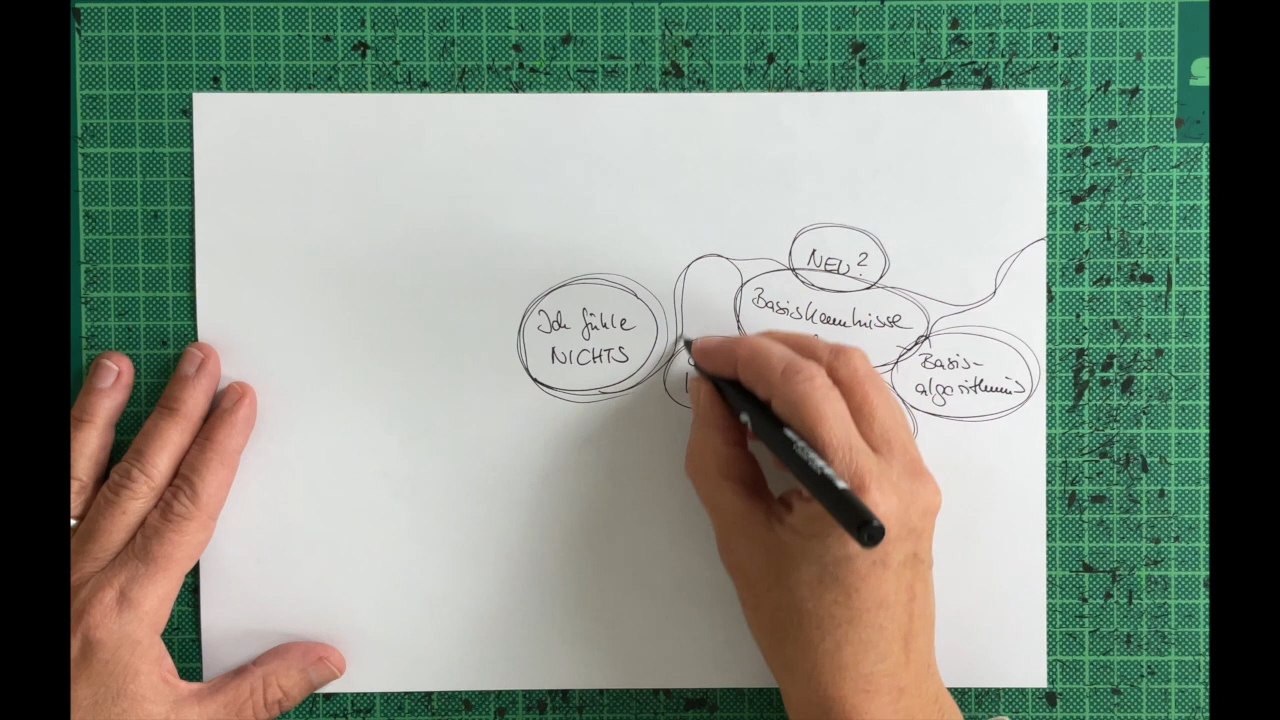 NEU?
Ich fühle
NICHTS
Basiskenntnisse
Basis-
algorithmus